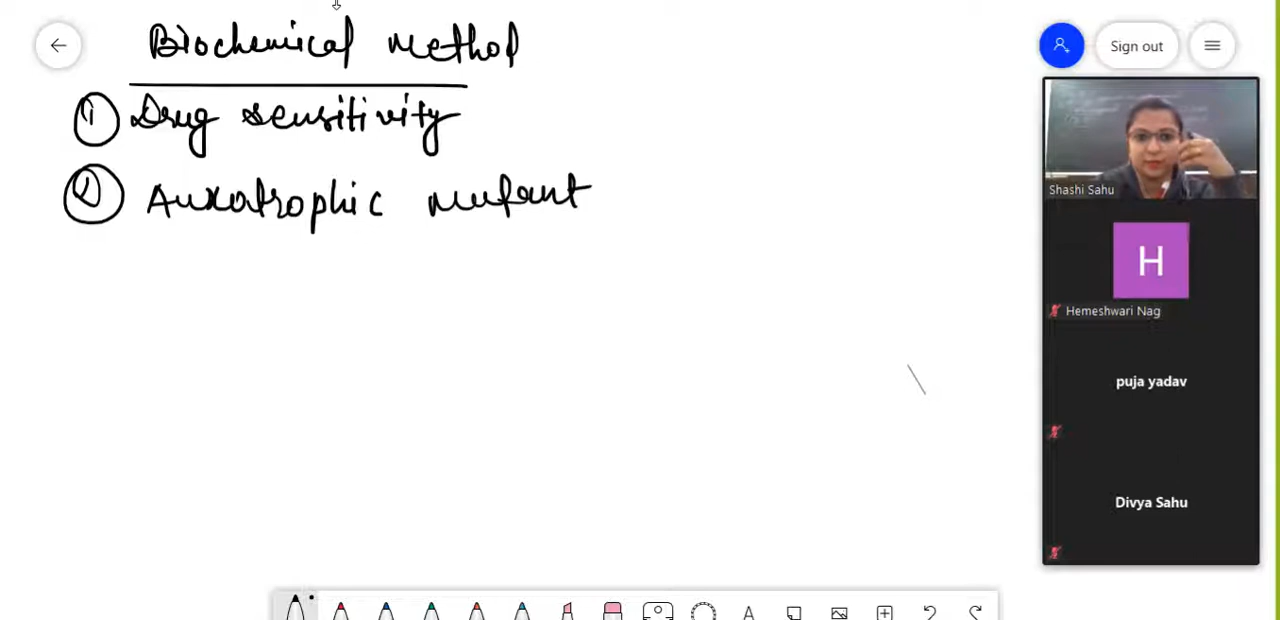 Biochemical Method
① Drug sensitivity
② Auxotrophic mutant
Sign out
Shashi Sahu
H
Hemeshwari Nag
puja yadav
Divya Sahu
A